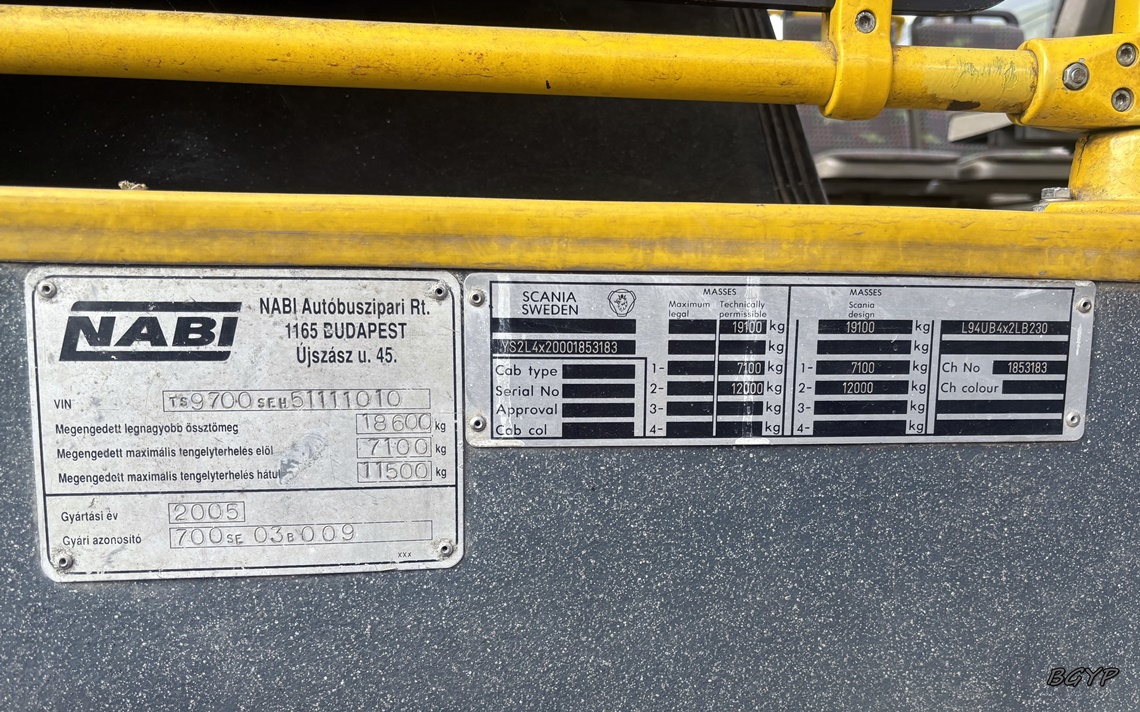 NABI
NABI Autóbuszipari Rt.
1165 BUDAPEST
Újszász u. 45.
VIN TS9700SEH51111010
Megengedett legnagyobb össztömeg 18600 kg
Megengedett maximális tengelyterhelés elöl 7100 kg
Megengedott maximális tengelyterhelés hátul 11500 kg
Gyártási év 2005
Gyári azonosító 700SE 03B009
xxx
SCANIA
SWEDEN
YS2L4x20001853183
Cab type
Serial No
Approval
Cab col
MASSES
Maximum legal
Technically permissible
19100 kg
kg
1- 7100 kg
2- 12000 kg
3- kg
4- kg
MASSES
Scania design
19100 kg
kg
1- 7100 kg
2- 12000 kg
3- kg
4- kg
L94UB4x2LB230
Ch No 1853183
Ch colour
BGYP